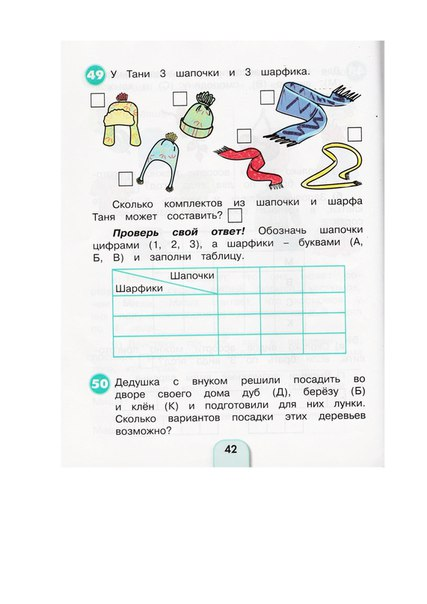 49 У Тани 3 шапочки и 3 шарфика.
Сколько комплектов из шапочки и шарфа
Таня может составить?
Проверь свой ответ! Обозначь шапочки
цифрами (1, 2, 3), а шарфики – буквами (А,
Б, В) и заполни таблицу.
Шапочки
Шарфики
50 Дедушка с внуком решили посадить во
дворе своего дома дуб (Д), берёзу (Б)
и клён (К) и подготовили для них лунки.
Сколько вариантов посадки этих деревьев
возможно?
42